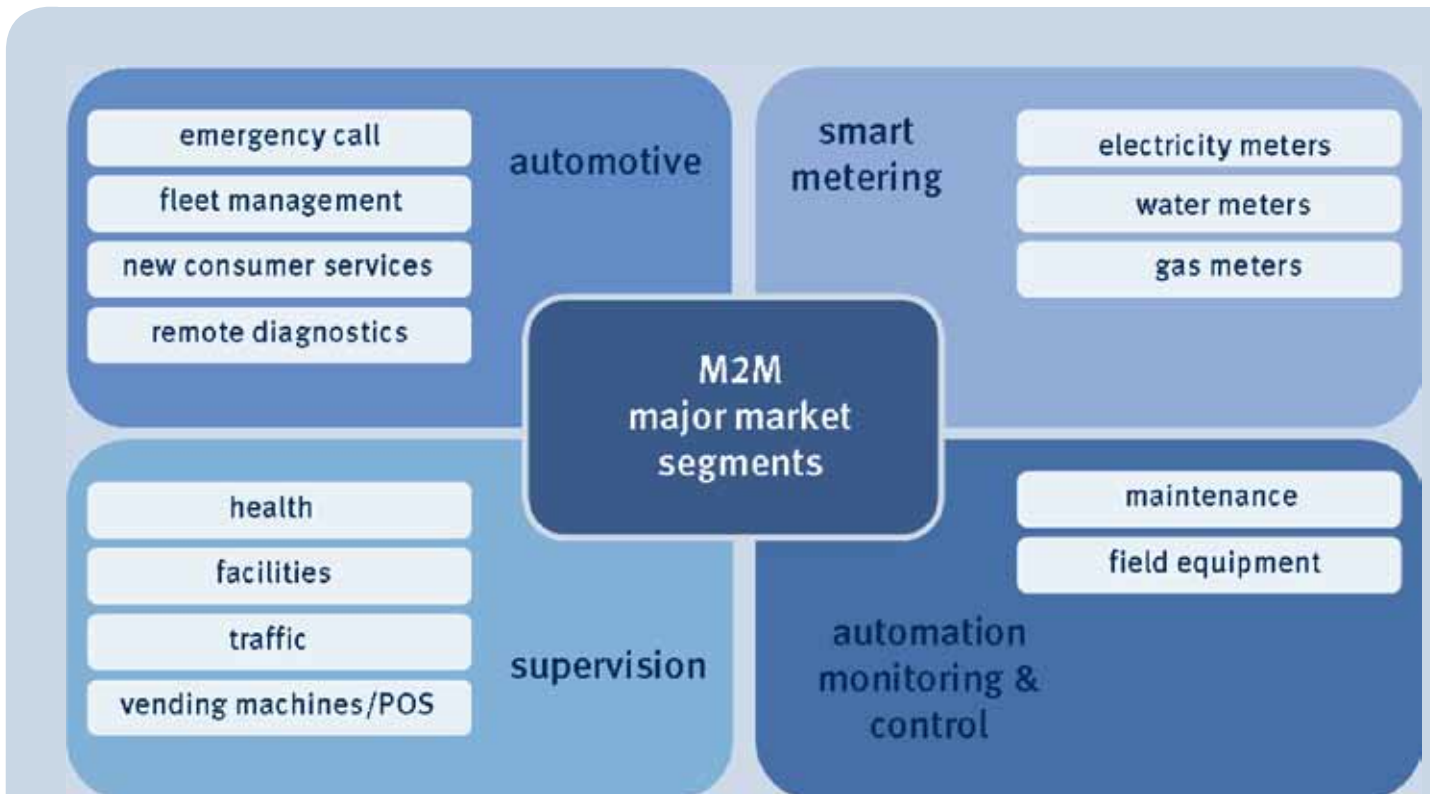 emergency call
fleet management
new consumer services
remote diagnostics
automotive
smart
metering
electricity meters
water meters
gas meters
M2M
major market
segments
health
facilities
traffic
vending machines/POS
supervision
maintenance
field equipment
automation
monitoring &
control